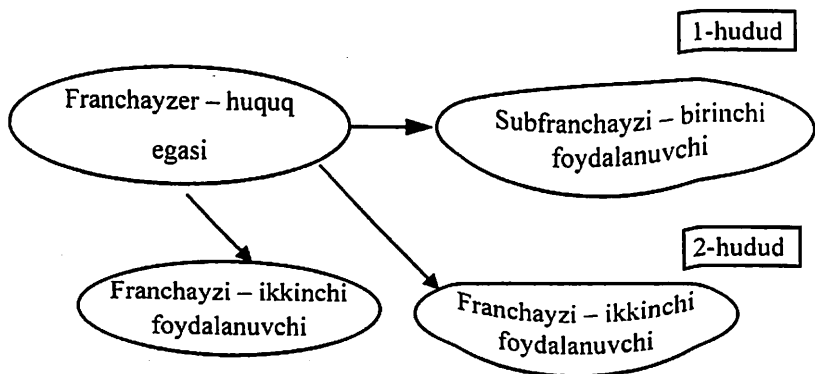 1-hudud
Franchayzer – huquq
egasi
Subfranchayzi – birinchi
foydalanuvchi
2-hudud
Franchayzi – ikkinchi
foydalanuvchi
Franchayzi – ikkinchi
foydalanuvchi